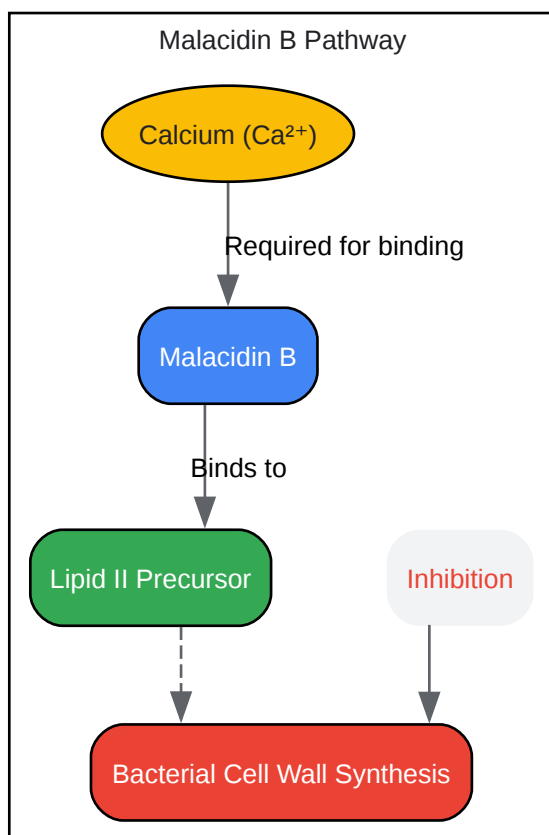 Malacidin B Pathway
Calcium (Ca²⁺)
Required for binding
Malacidin B
Binds to
Lipid II Precursor
Inhibition
Bacterial Cell Wall Synthesis